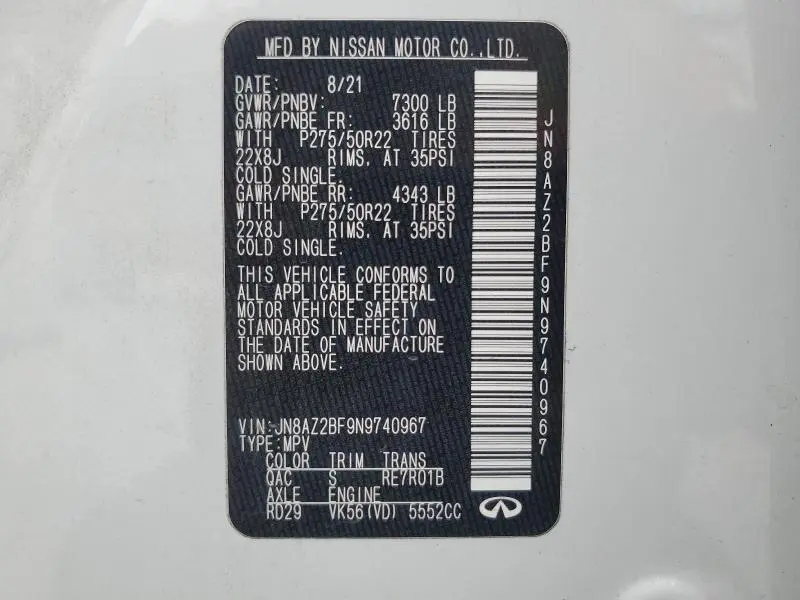 MFD BY NISSAN MOTOR CO.,LTD.
DATE: 8/21
GVWR/PNBV: 7300 LB
GAWR/PNBE FR: 3616 LB
WITH P275/50R22 TIRES
22X8J RIMS. AT 35PSI
COLD SINGLE.
GAWR/PNBE RR: 4343 LB
WITH P275/50R22 TIRES
22X8J RIMS. AT 35PSI
COLD SINGLE.
THIS VEHICLE CONFORMS TO
ALL APPLICABLE FEDERAL
MOTOR VEHICLE SAFETY
STANDARDS IN EFFECT ON
THE DATE OF MANUFACTURE
SHOWN ABOVE.
VIN:JN8AZ2BF9N9740967
TYPE:MPV
COLOR TRIM TRANS
QAC S RE7R01B
AXLE ENGINE
RD29 VK56(VD) 5552CC
JN8AZ2BF9N9740967